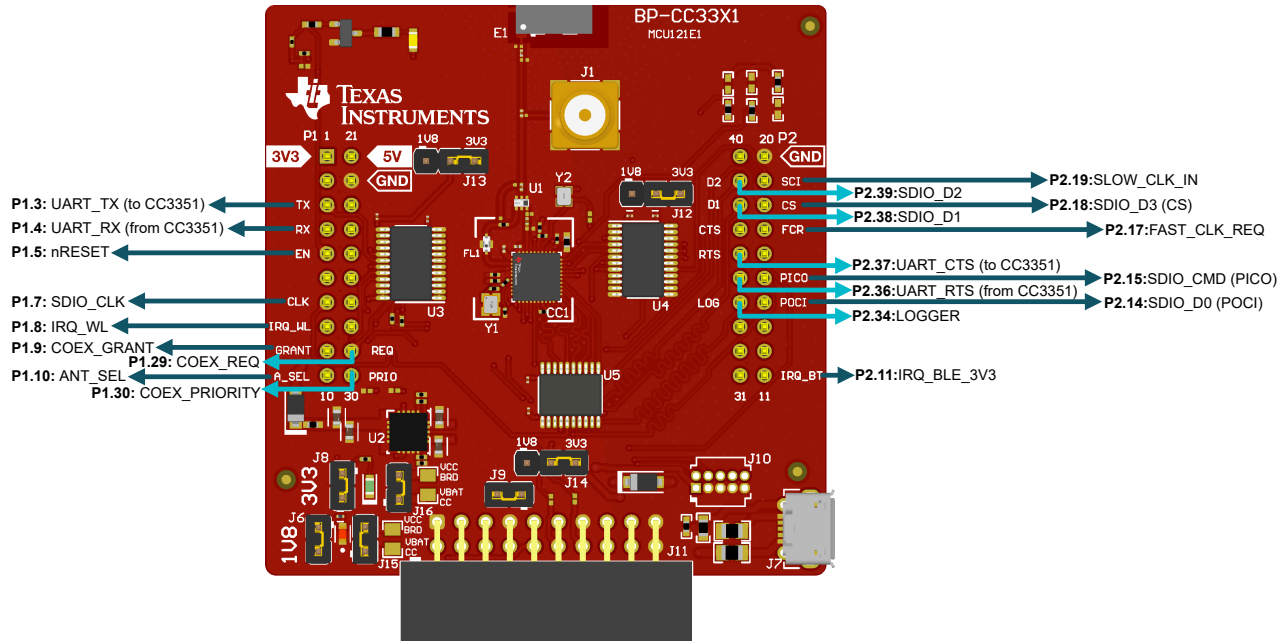 BP-CC33X1
MCU121E1
E1
J1
TEXAS
INSTRUMENTS
P1 1 21
3V3
5V
GND
1V8 3V3
J13
U1
Y2
1V8 3V3
J12
40 20 P2
GND
D2 SCI
D1 CS
CTS FCR
RTS
PICO
LOG POCI
IRQ_BT
31 11
TX
RX
EN
CLK
IRQ_WL
GRANT REQ
A_SEL PRIO
10 30
U3
FL1
CC1
Y1
U4
U5
U2
P1.3: UART_TX (to CC3351)
P1.4: UART_RX (from CC3351)
P1.5: nRESET
P1.7: SDIO_CLK
P1.8: IRQ_WL
P1.9: COEX_GRANT
P1.29: COEX_REQ
P1.10: ANT_SEL
P1.30: COEX_PRIORITY
P2.19:SLOW_CLK_IN
P2.39:SDIO_D2
P2.18:SDIO_D3 (CS)
P2.38:SDIO_D1
P2.17:FAST_CLK_REQ
P2.37:UART_CTS (to CC3351)
P2.15:SDIO_CMD (PICO)
P2.36:UART_RTS (from CC3351)
P2.14:SDIO_D0 (POCI)
P2.34:LOGGER
P2.11:IRQ_BLE_3V3
J8
3V3
VCC
BRD
VBAT
CC
J16
J6
1V8
VCC
BRD
VBAT
CC
J15
1V8 3V3
J14
J9
J10
J11
J7